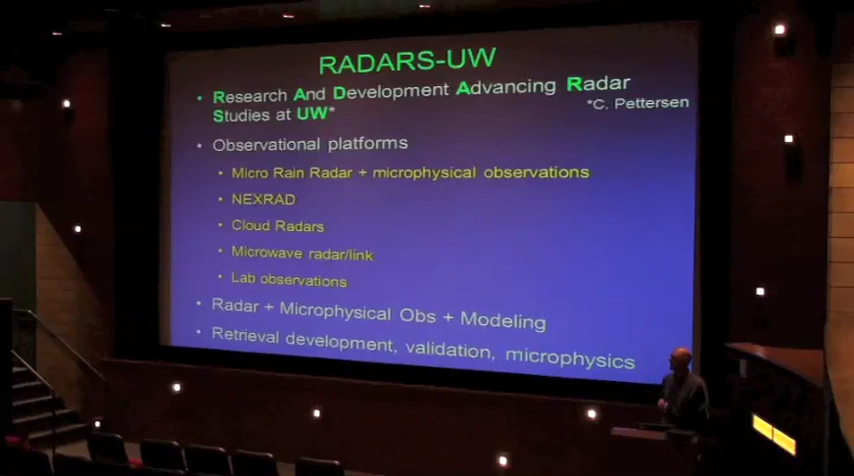 RADARS-UW
• Research And Development Advancing Radar
Studies at UW*
*C. Pettersen
• Observational platforms
• Micro Rain Radar + microphysical observations
• NEXRAD
• Cloud Radars
• Microwave radar/link
• Lab observations
• Radar + Microphysical Obs + Modeling
• Retrieval development, validation, microphysics